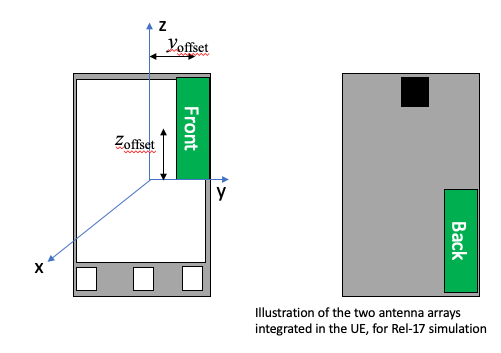 z
yoffset
Front
zoffset
y
x
Back
Illustration of the two antenna arrays
integrated in the UE, for Rel-17 simulation